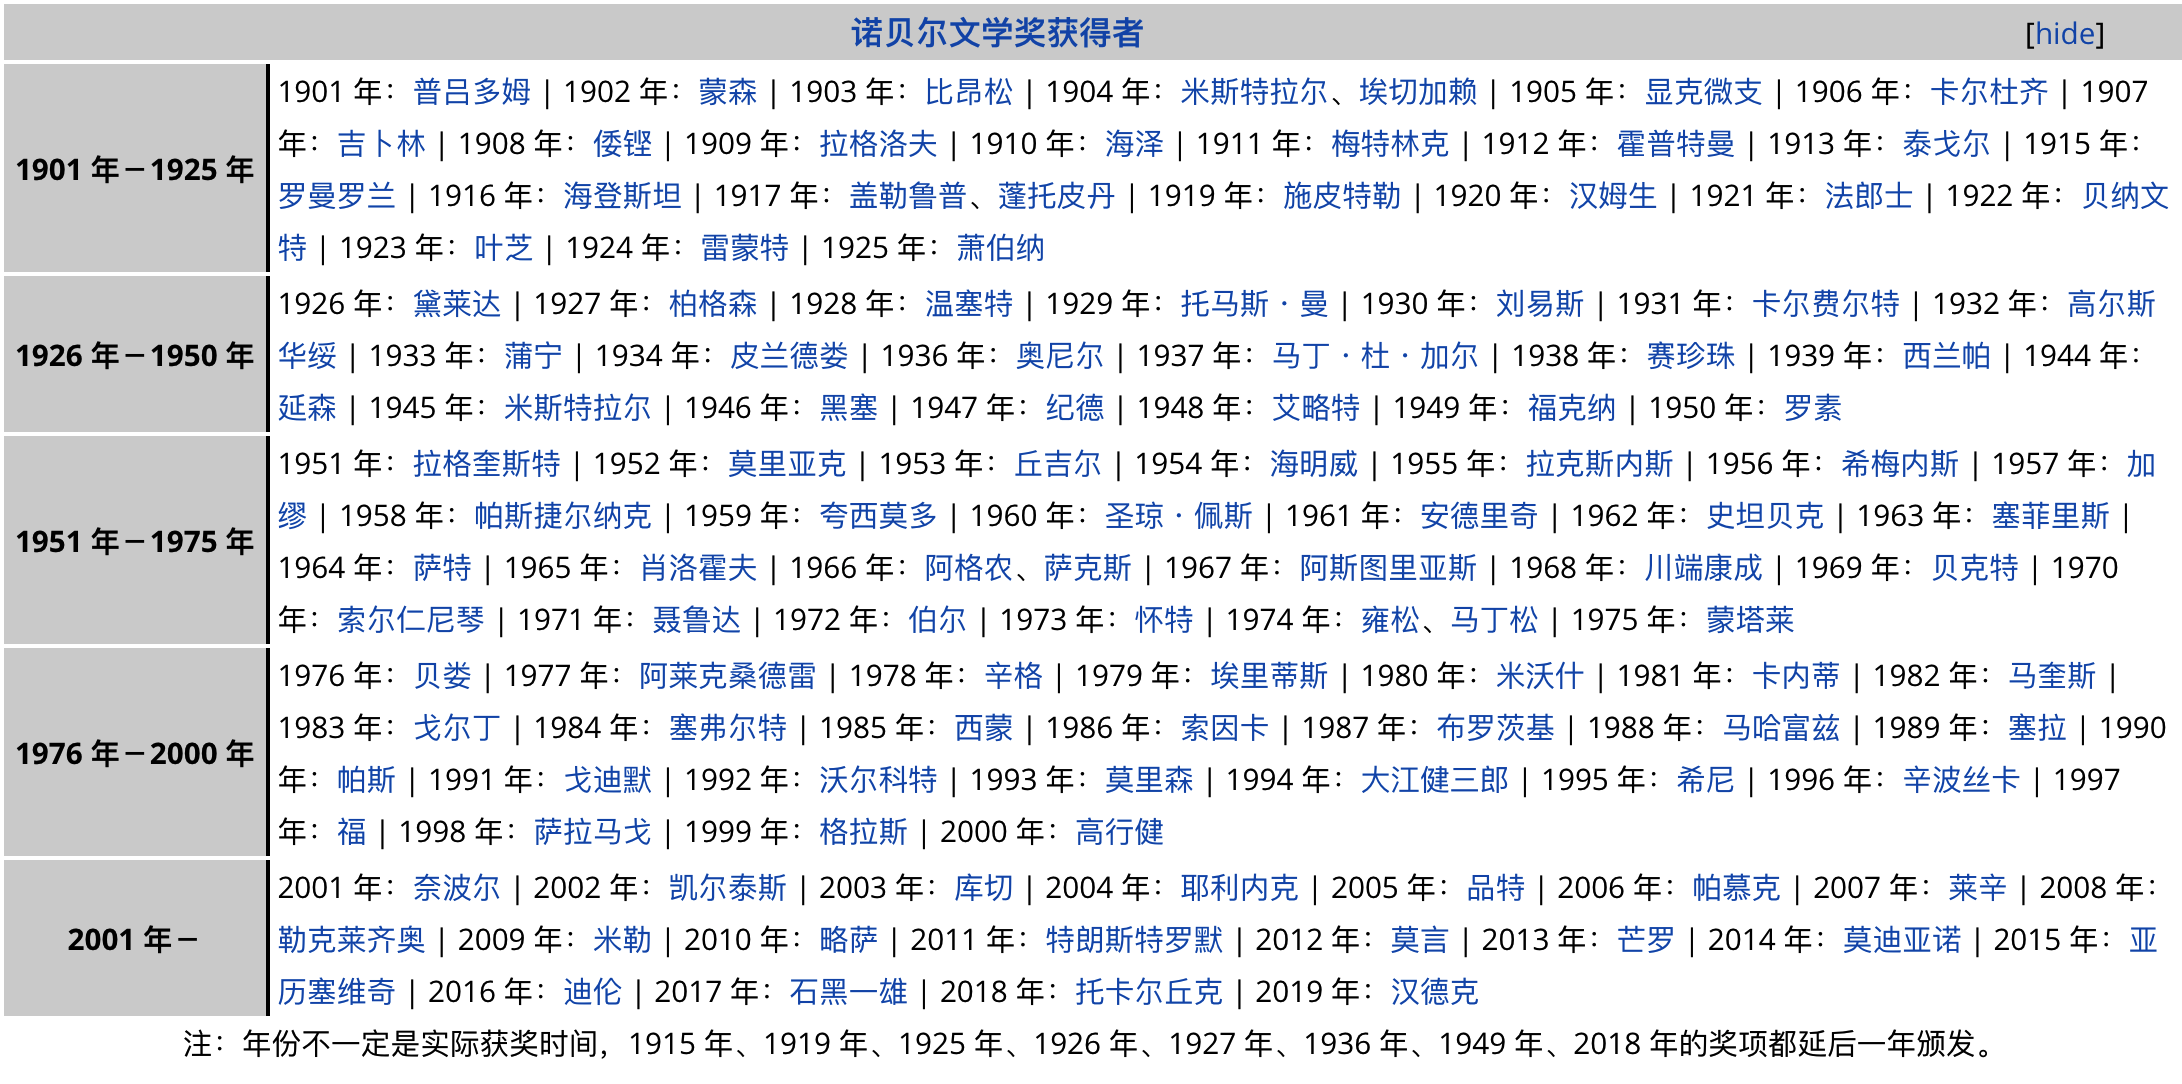 诺贝尔文学奖获得者 [hide]
1901 年－1925 年
1901 年：普吕多姆 | 1902 年：蒙森 | 1903 年：比昂松 | 1904 年：米斯特拉尔、埃切加赖 | 1905 年：显克微支 | 1906 年：卡尔杜齐 | 1907
年：吉卜林 | 1908 年：倭铿 | 1909 年：拉格洛夫 | 1910 年：海泽 | 1911 年：梅特林克 | 1912 年：霍普特曼 | 1913 年：泰戈尔 | 1915 年：
罗曼罗兰 | 1916 年：海登斯坦 | 1917 年：盖勒鲁普、蓬托皮丹 | 1919 年：施皮特勒 | 1920 年：汉姆生 | 1921 年：法郎士 | 1922 年：贝纳文
特 | 1923 年：叶芝 | 1924 年：雷蒙特 | 1925 年：萧伯纳
1926 年－1950 年
1926 年：黛莱达 | 1927 年：柏格森 | 1928 年：温塞特 | 1929 年：托马斯·曼 | 1930 年：刘易斯 | 1931 年：卡尔费尔特 | 1932 年：高尔斯
华绥 | 1933 年：蒲宁 | 1934 年：皮兰德娄 | 1936 年：奥尼尔 | 1937 年：马丁·杜·加尔 | 1938 年：赛珍珠 | 1939 年：西兰帕 | 1944 年：
延森 | 1945 年：米斯特拉尔 | 1946 年：黑塞 | 1947 年：纪德 | 1948 年：艾略特 | 1949 年：福克纳 | 1950 年：罗素
1951 年－1975 年
1951 年：拉格奎斯特 | 1952 年：莫里亚克 | 1953 年：丘吉尔 | 1954 年：海明威 | 1955 年：拉克斯内斯 | 1956 年：希梅内斯 | 1957 年：加
缪 | 1958 年：帕斯捷尔纳克 | 1959 年：夸西莫多 | 1960 年：圣琼·佩斯 | 1961 年：安德里奇 | 1962 年：史坦贝克 | 1963 年：塞菲里斯 |
1964 年：萨特 | 1965 年：肖洛霍夫 | 1966 年：阿格农、萨克斯 | 1967 年：阿斯图里亚斯 | 1968 年：川端康成 | 1969 年：贝克特 | 1970
年：索尔仁尼琴 | 1971 年：聂鲁达 | 1972 年：伯尔 | 1973 年：怀特 | 1974 年：雍松、马丁松 | 1975 年：蒙塔莱
1976 年－2000 年
1976 年：贝娄 | 1977 年：阿莱克桑德雷 | 1978 年：辛格 | 1979 年：埃里蒂斯 | 1980 年：米沃什 | 1981 年：卡内蒂 | 1982 年：马奎斯 |
1983 年：戈尔丁 | 1984 年：塞弗尔特 | 1985 年：西蒙 | 1986 年：索因卡 | 1987 年：布罗茨基 | 1988 年：马哈富兹 | 1989 年：塞拉 | 1990
年：帕斯 | 1991 年：戈迪默 | 1992 年：沃尔科特 | 1993 年：莫里森 | 1994 年：大江健三郎 | 1995 年：希尼 | 1996 年：辛波丝卡 | 1997
年：福 | 1998 年：萨拉马戈 | 1999 年：格拉斯 | 2000 年：高行健
2001 年－
2001 年：奈波尔 | 2002 年：凯尔泰斯 | 2003 年：库切 | 2004 年：耶利内克 | 2005 年：品特 | 2006 年：帕慕克 | 2007 年：莱辛 | 2008 年：
勒克莱齐奥 | 2009 年：米勒 | 2010 年：略萨 | 2011 年：特朗斯特罗默 | 2012 年：莫言 | 2013 年：芒罗 | 2014 年：莫迪亚诺 | 2015 年：亚
历塞维奇 | 2016 年：迪伦 | 2017 年：石黑一雄 | 2018 年：托卡尔丘克 | 2019 年：汉德克
注：年份不一定是实际获奖时间，1915 年、1919 年、1925 年、1926 年、1927 年、1936 年、1949 年、2018 年的奖项都延后一年颁发。